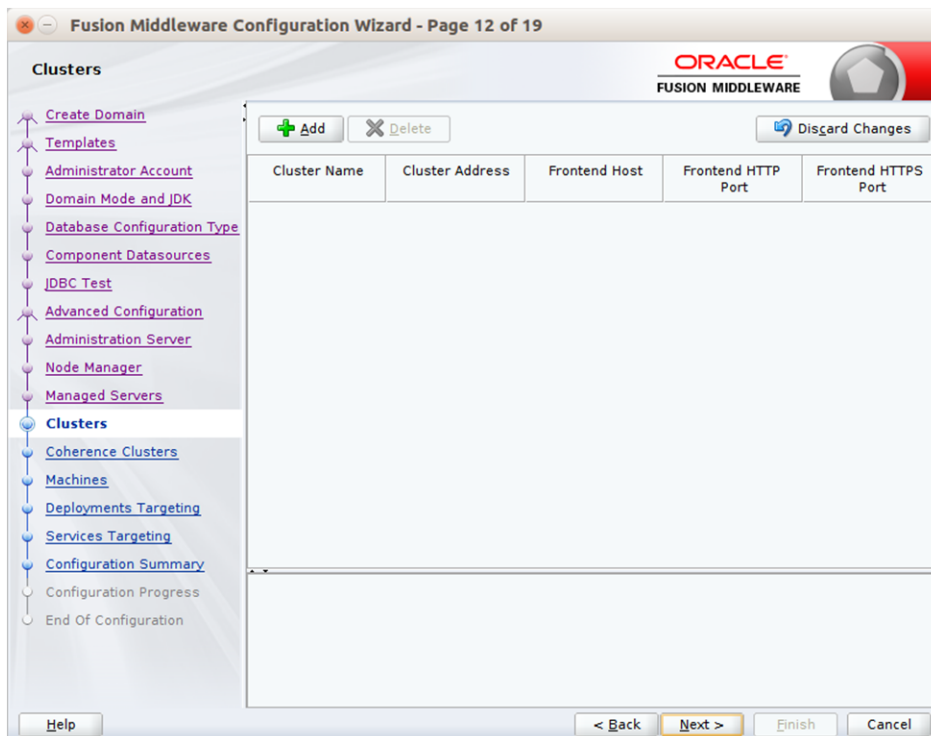 Fusion Middleware Configuration Wizard - Page 12 of 19
Clusters
ORACLE
FUSION MIDDLEWARE
Create Domain
Templates
Administrator Account
Domain Mode and JDK
Database Configuration Type
Component Datasources
JDBC Test
Advanced Configuration
Administration Server
Node Manager
Managed Servers
Clusters
Coherence Clusters
Machines
Deployments Targeting
Services Targeting
Configuration Summary
Configuration Progress
End Of Configuration
Add Delete Discard Changes
Cluster Name Cluster Address Frontend Host Frontend HTTP Port Frontend HTTPS Port
Help < Back Next > Finish Cancel